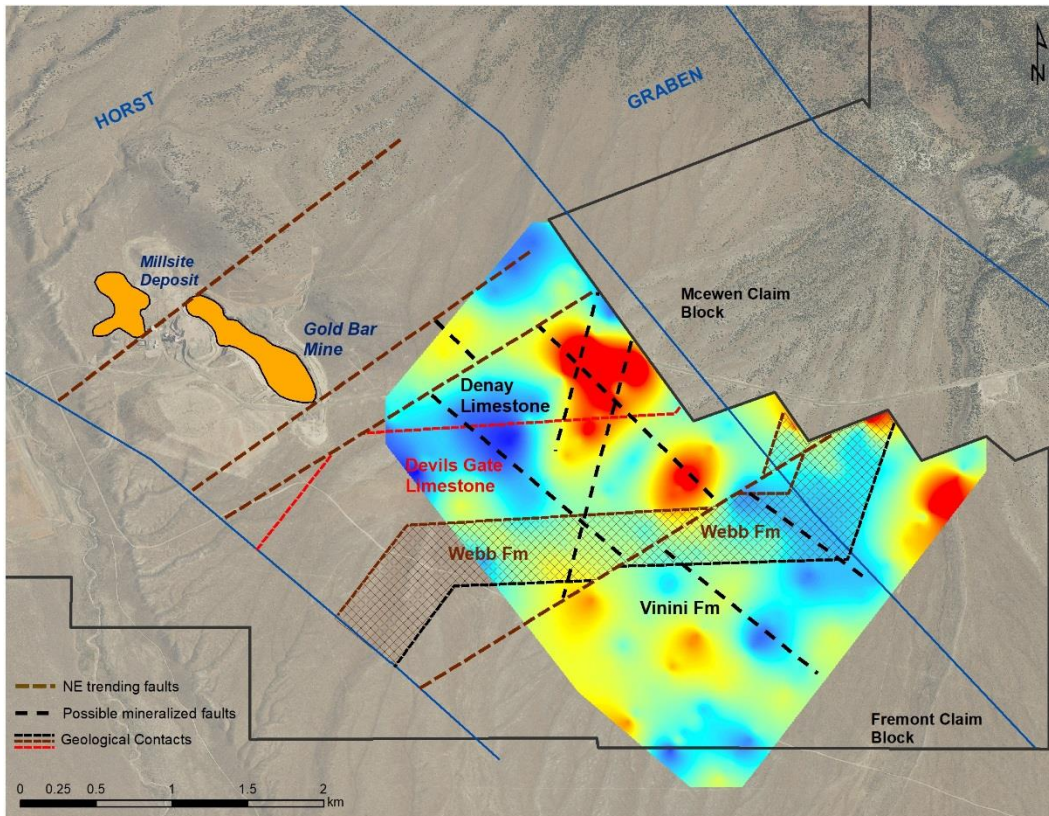 HORST
GRABEN
N
Millsite
Deposit
Gold Bar
Mine
Mcewen Claim
Block
Denay
Limestone
Devils Gate
Limestone
Webb Fm
Webb Fm
Vinini Fm
Fremont Claim
Block
NE trending faults
Possible mineralized faults
Geological Contacts
0 0.25 0.5 1 1.5 2
km